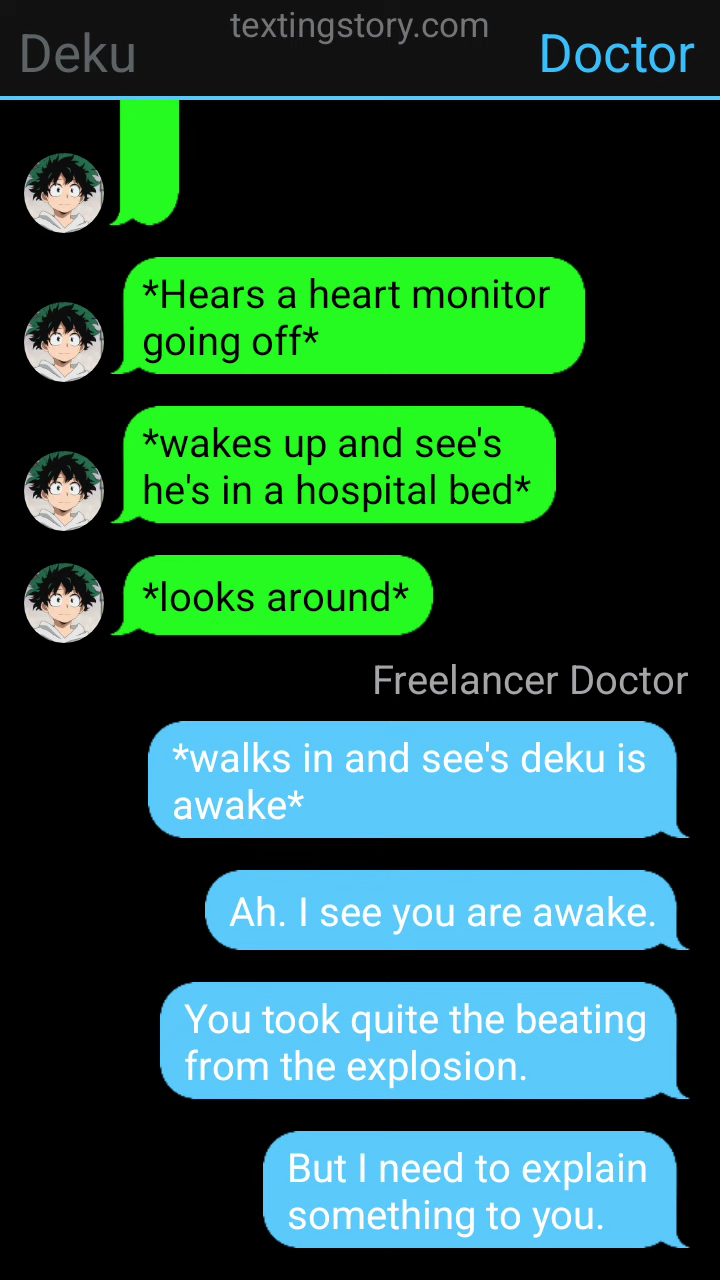 textingstory.com
Deku
Doctor
*Hears a heart monitor
going off*
*wakes up and see's
he's in a hospital bed*
*looks around*
Freelancer Doctor
*walks in and see's deku is
awake*
Ah. I see you are awake.
You took quite the beating
from the explosion.
But I need to explain
something to you.